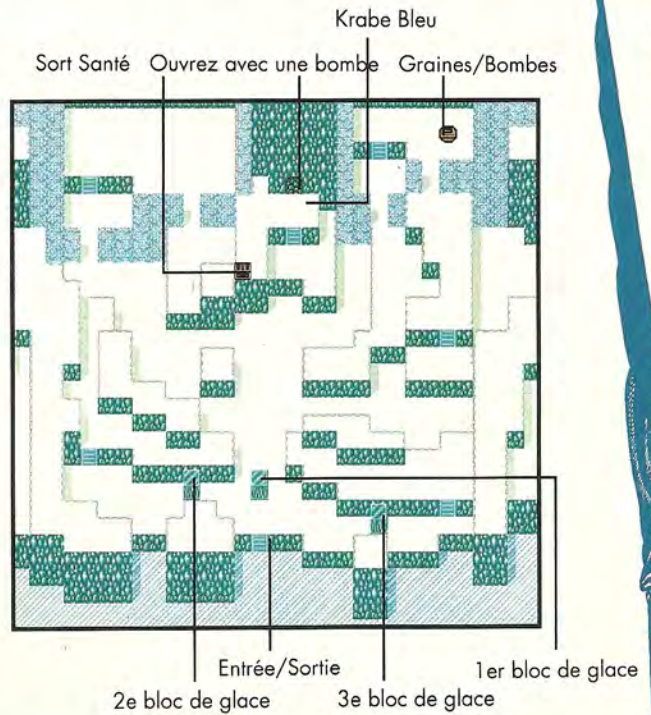 Krabe Bleu
Sort Santé Ouvrez avec une bombe Graines/Bombes
Entrée/Sortie
1er bloc de glace
2e bloc de glace
3e bloc de glace